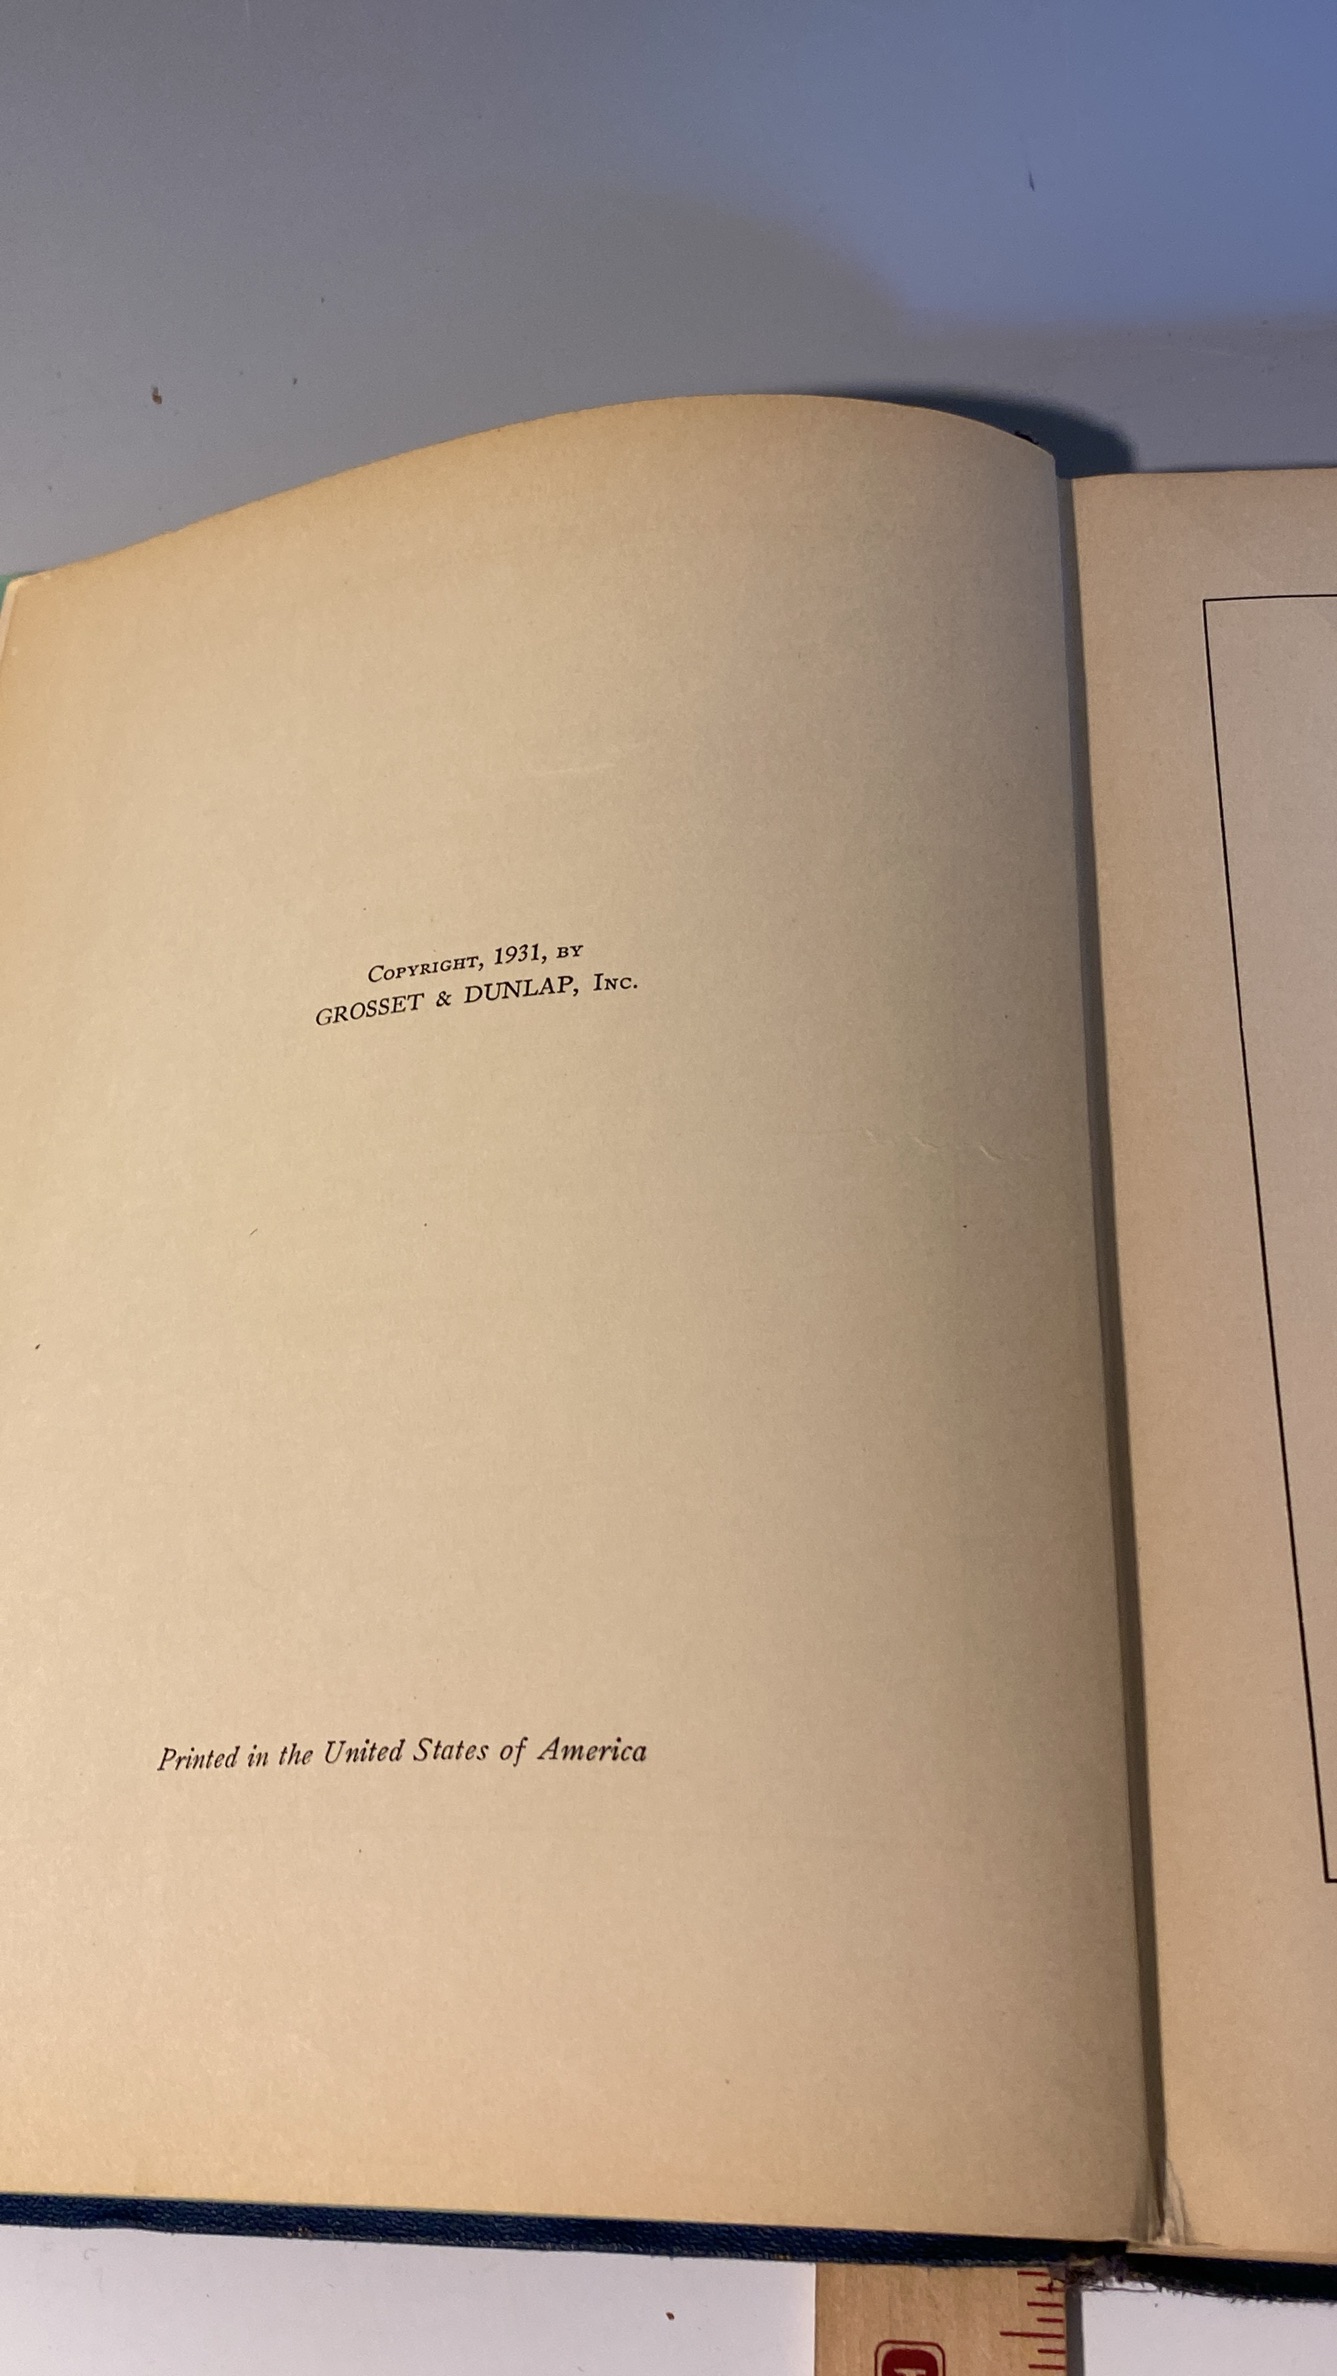 Copyright, 1931, by
GROSSET & DUNLAP, Inc.
Printed in the United States of America